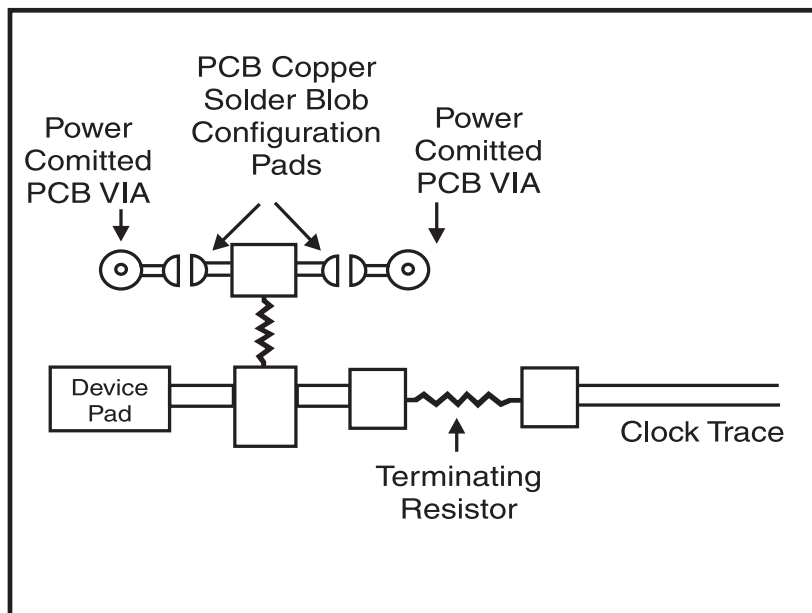 PCB Copper
Solder Blob
Configuration
Pads
Power
Comitted
PCB VIA
Power
Comitted
PCB VIA
Device
Pad
Clock Trace
Terminating
Resistor